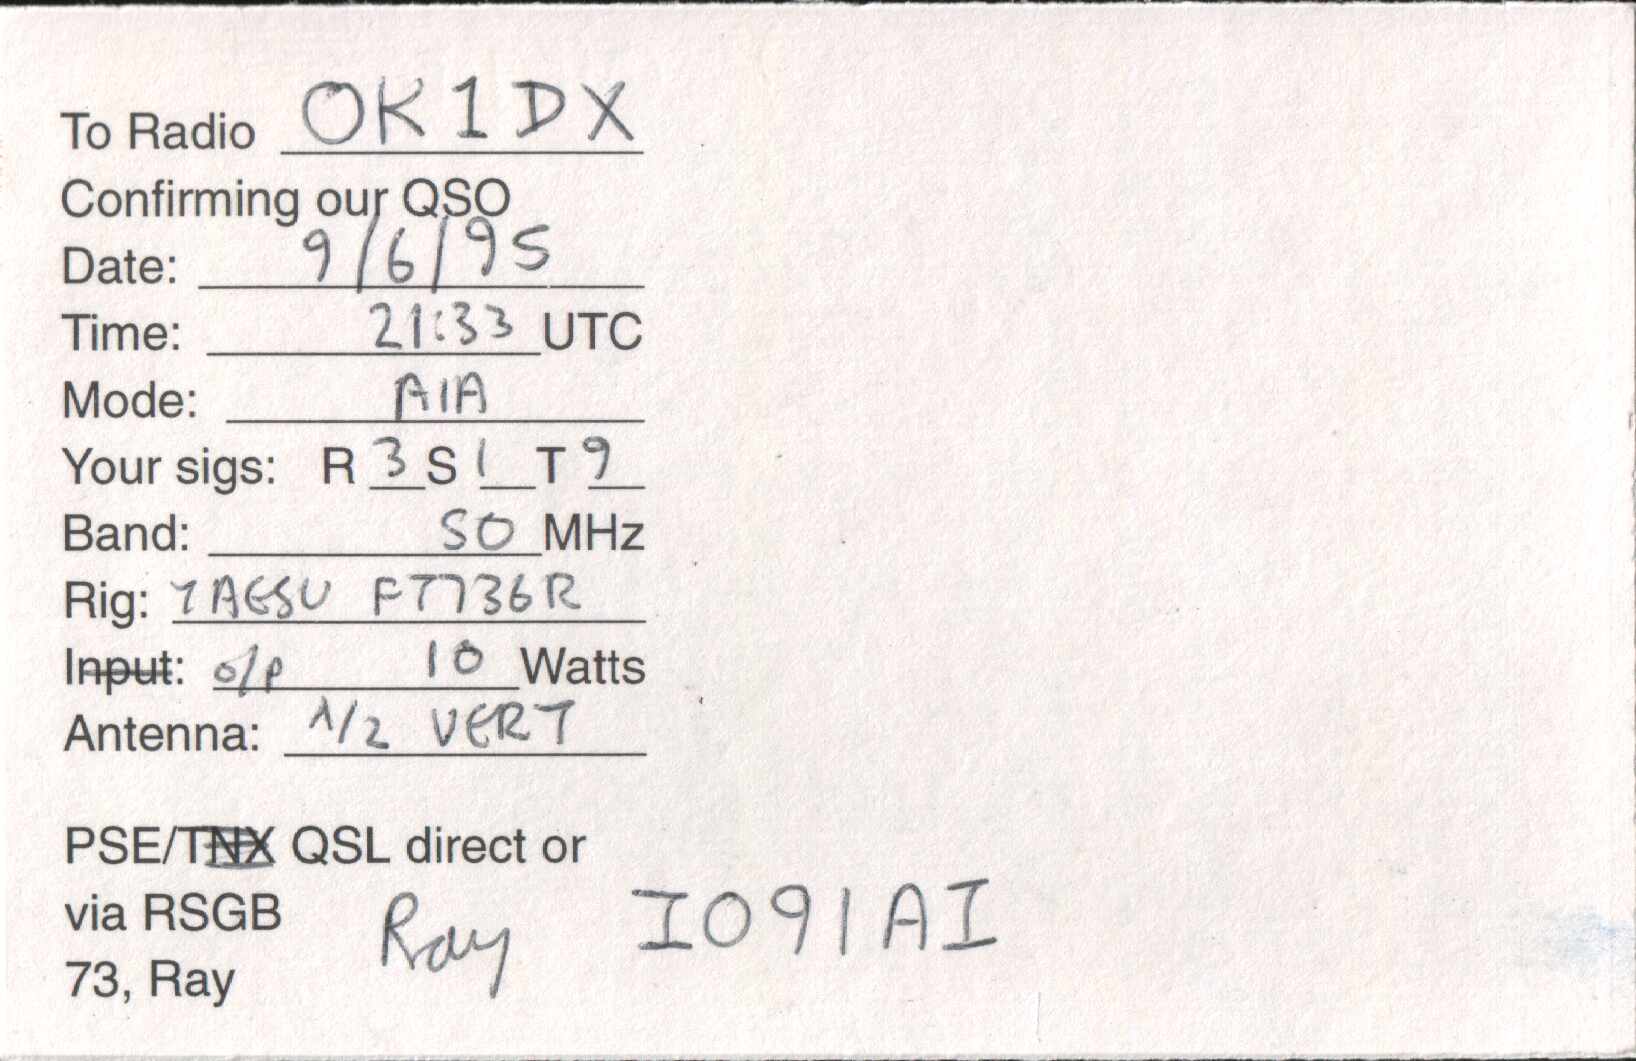 To Radio OK1DX
Confirming our QSO
Date: 9/6/95
Time: 21:33 UTC
Mode: A1A
Your sigs: R 3 S 1 T 9
Band: 50 MHz
Rig: YAESU FT736R
Input: o/p 10 Watts
Antenna: λ/2 VERT
PSE/TNX QSL direct or
via RSGB
73, Ray
Ray IO91AI